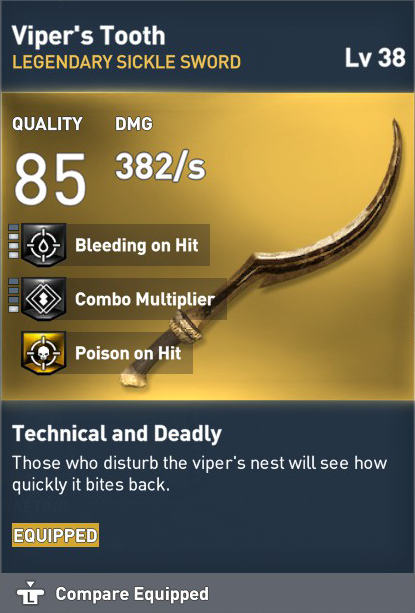 Viper's Tooth
LEGENDARY SICKLE SWORD
Lv 38
QUALITY DMG
85 382/s
Bleeding on Hit
Combo Multiplier
Poison on Hit
Technical and Deadly
Those who disturb the viper's nest will see how
quickly it bites back.
EQUIPPED
L Compare Equipped